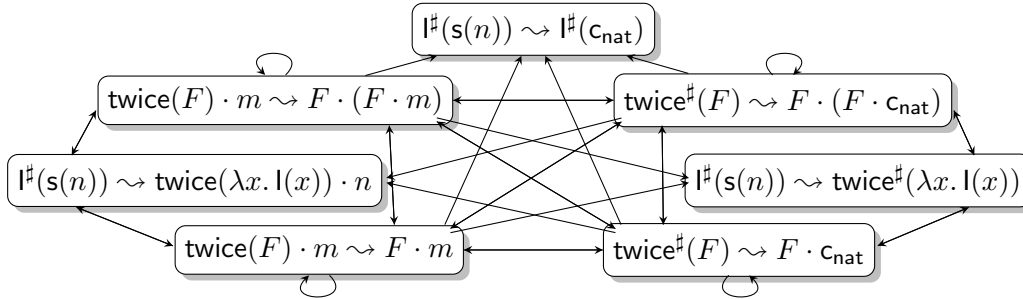 I♯(s(n)) ⇝ I♯(c_nat)
twice(F) · m ⇝ F · (F · m)
twice♯(F) ⇝ F · (F · c_nat)
I♯(s(n)) ⇝ twice(λx. I(x)) · n
I♯(s(n)) ⇝ twice♯(λx. I(x))
twice(F) · m ⇝ F · m
twice♯(F) ⇝ F · c_nat